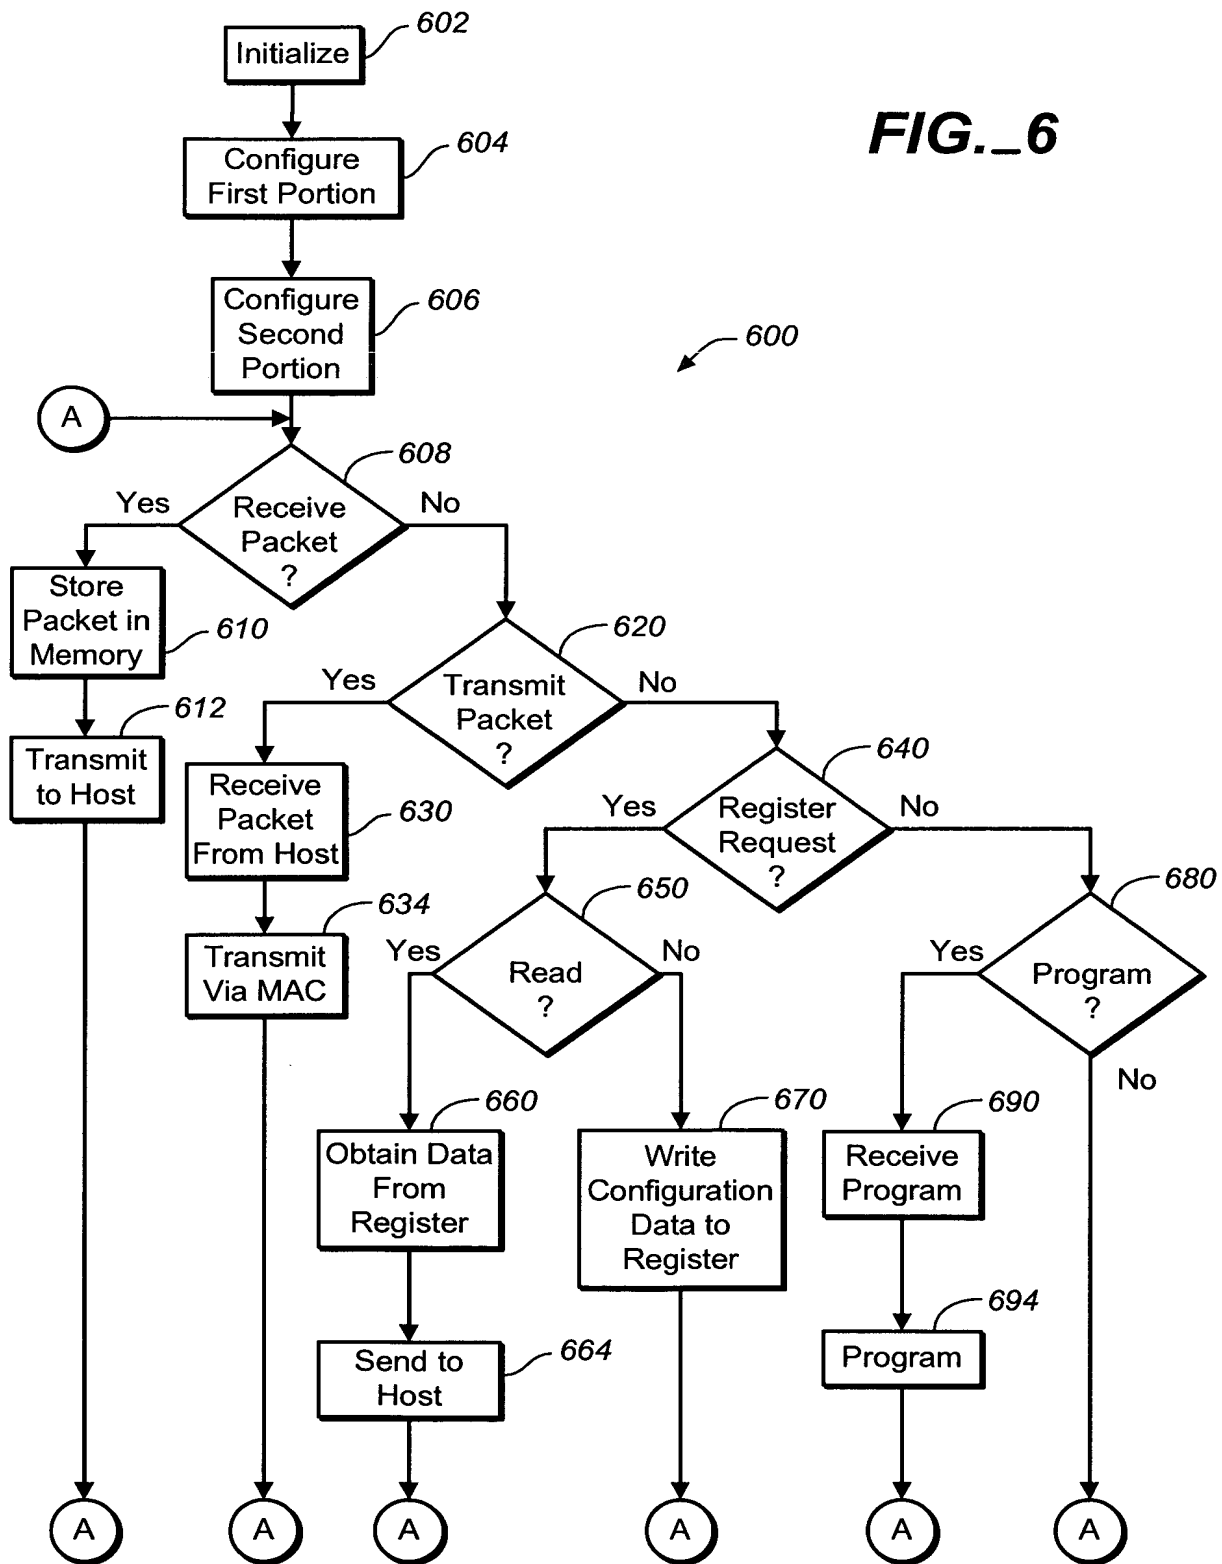 602
Initialize
FIG._6
604
Configure
First Portion
606
Configure
Second
Portion
600
A
608
Yes
No
Receive
Packet
?
Store
Packet in
Memory
610
620
Yes
No
Transmit
Packet
?
612
Transmit
to Host
640
Receive
Packet
From Host
630
Yes
No
Register
Request
?
650
680
634
Transmit
Via MAC
Yes
No
Read
?
Yes
Program
?
No
660
Obtain Data
From
Register
670
Write
Configuration
Data to
Register
690
Receive
Program
694
Program
Send to
Host
664
A
A
A
A
A
A